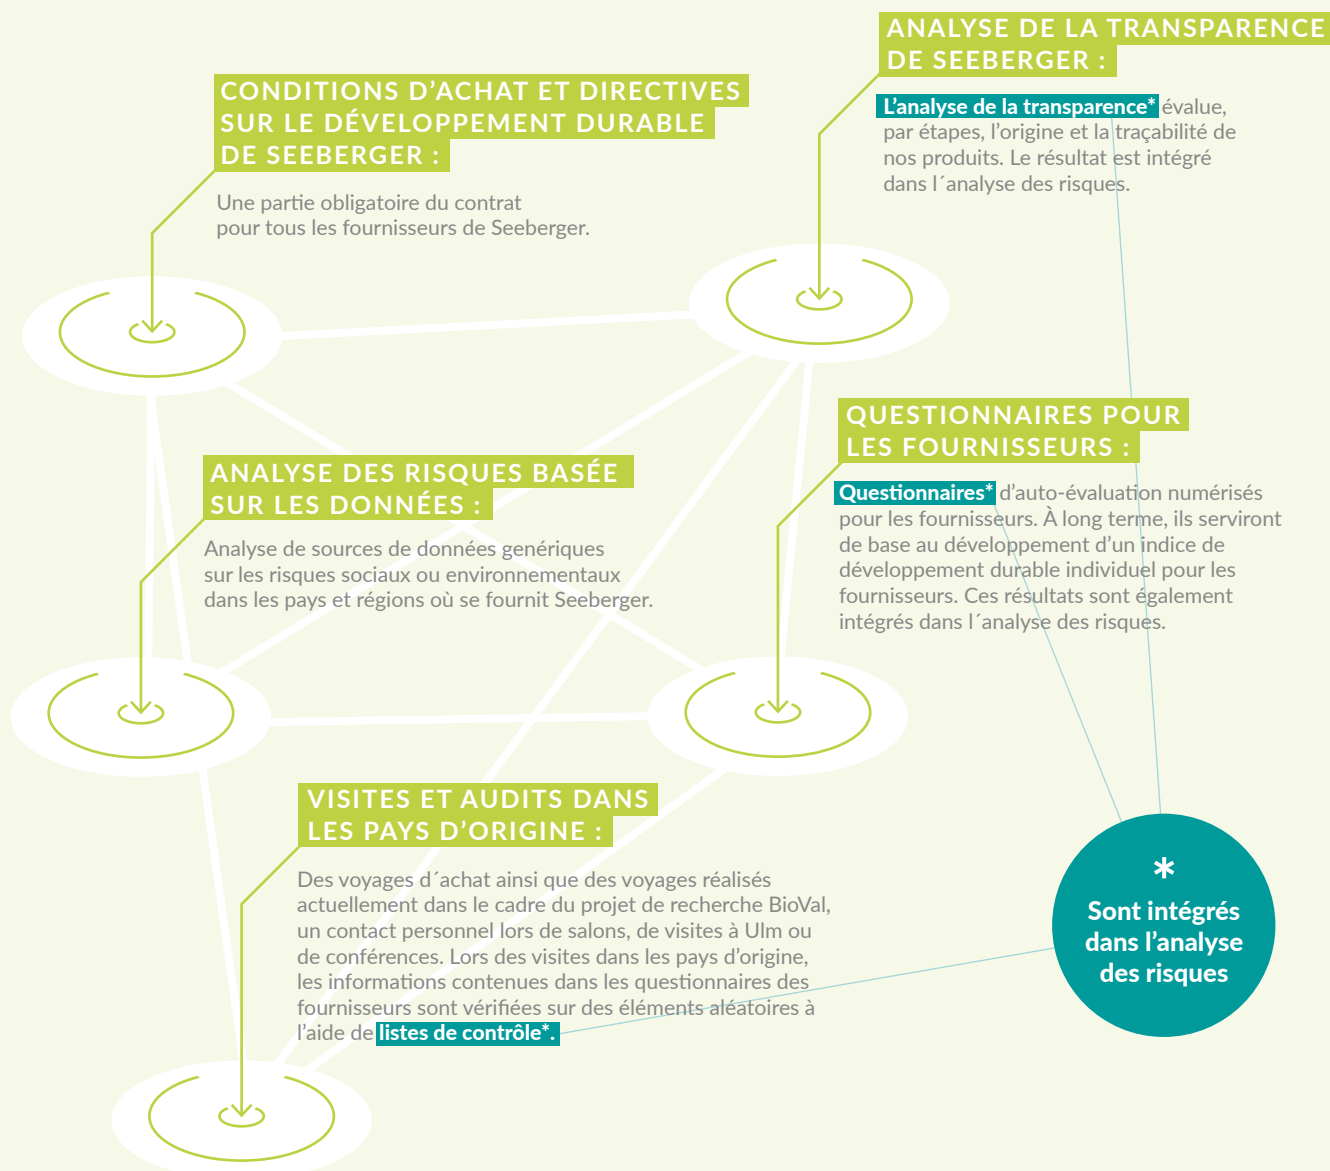 ANALYSE DE LA TRANSPARENCE
DE SEEBERGER :
L’analyse de la transparence* évalue,
par étapes, l’origine et la traçabilité de
nos produits. Le résultat est intégré
dans l´analyse des risques.
CONDITIONS D’ACHAT ET DIRECTIVES
SUR LE DÉVELOPPEMENT DURABLE
DE SEEBERGER :
Une partie obligatoire du contrat
pour tous les fournisseurs de Seeberger.
QUESTIONNAIRES POUR
LES FOURNISSEURS :
Questionnaires* d’auto-évaluation numérisés
pour les fournisseurs. À long terme, ils serviront
de base au développement d’un indice de
développement durable individuel pour les
fournisseurs. Ces résultats sont également
intégrés dans l´analyse des risques.
ANALYSE DES RISQUES BASÉE
SUR LES DONNÉES :
Analyse de sources de données genériques
sur les risques sociaux ou environnementaux
dans les pays et régions où se fournit Seeberger.
VISITES ET AUDITS DANS
LES PAYS D’ORIGINE :
Des voyages d´achat ainsi que des voyages réalisés
actuellement dans le cadre du projet de recherche BioVal,
un contact personnel lors de salons, de visites à Ulm ou
de conférences. Lors des visites dans les pays d’origine,
les informations contenues dans les questionnaires des
fournisseurs sont vérifiées sur des éléments aléatoires à
l’aide de listes de contrôle*.
*
Sont intégrés
dans l’analyse
des risques